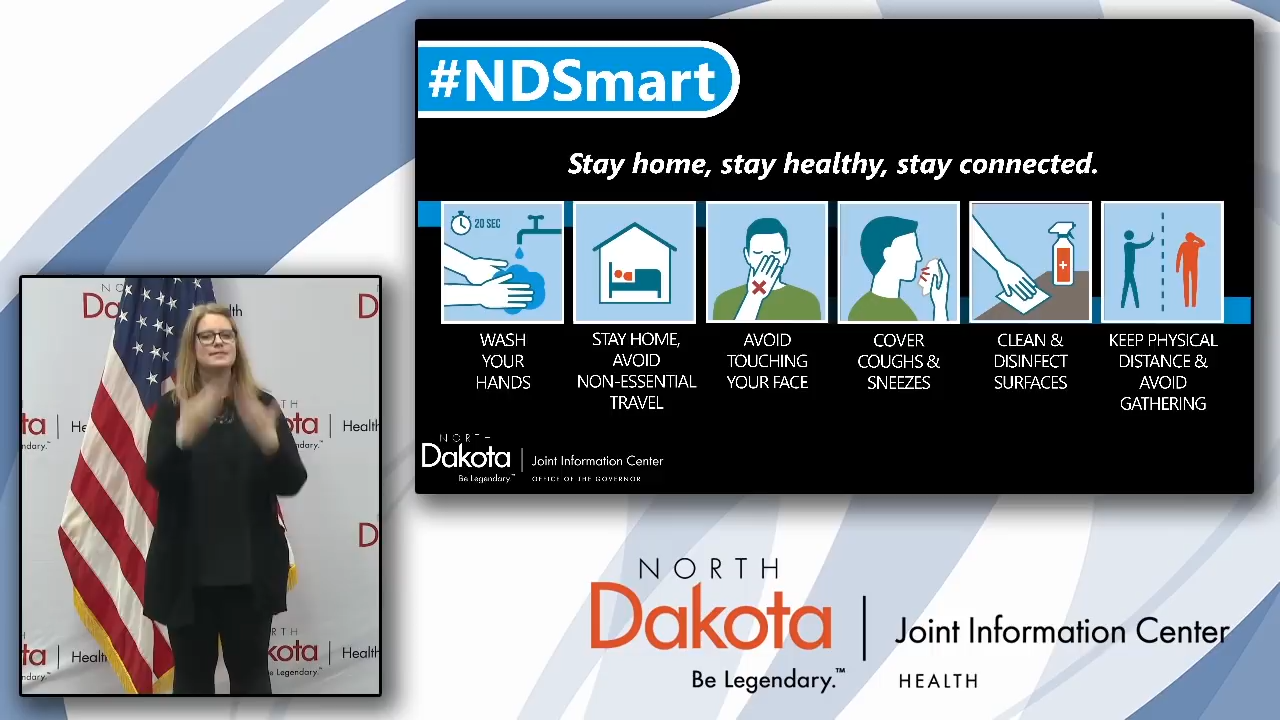 #NDSmart
Stay home, stay healthy, stay connected.
20 SEC
WASH
YOUR
HANDS
STAY HOME,
AVOID
NON-ESSENTIAL
TRAVEL
AVOID
TOUCHING
YOUR FACE
COVER
COUGHS &
SNEEZES
CLEAN &
DISINFECT
SURFACES
KEEP PHYSICAL
DISTANCE &
AVOID
GATHERING
NORTH
Dakota
Be Legendary.™
Joint Information Center
OFFICE OF THE GOVERNOR
NORTH
Dakota
Be Legendary.™
Joint Information Center
HEALTH